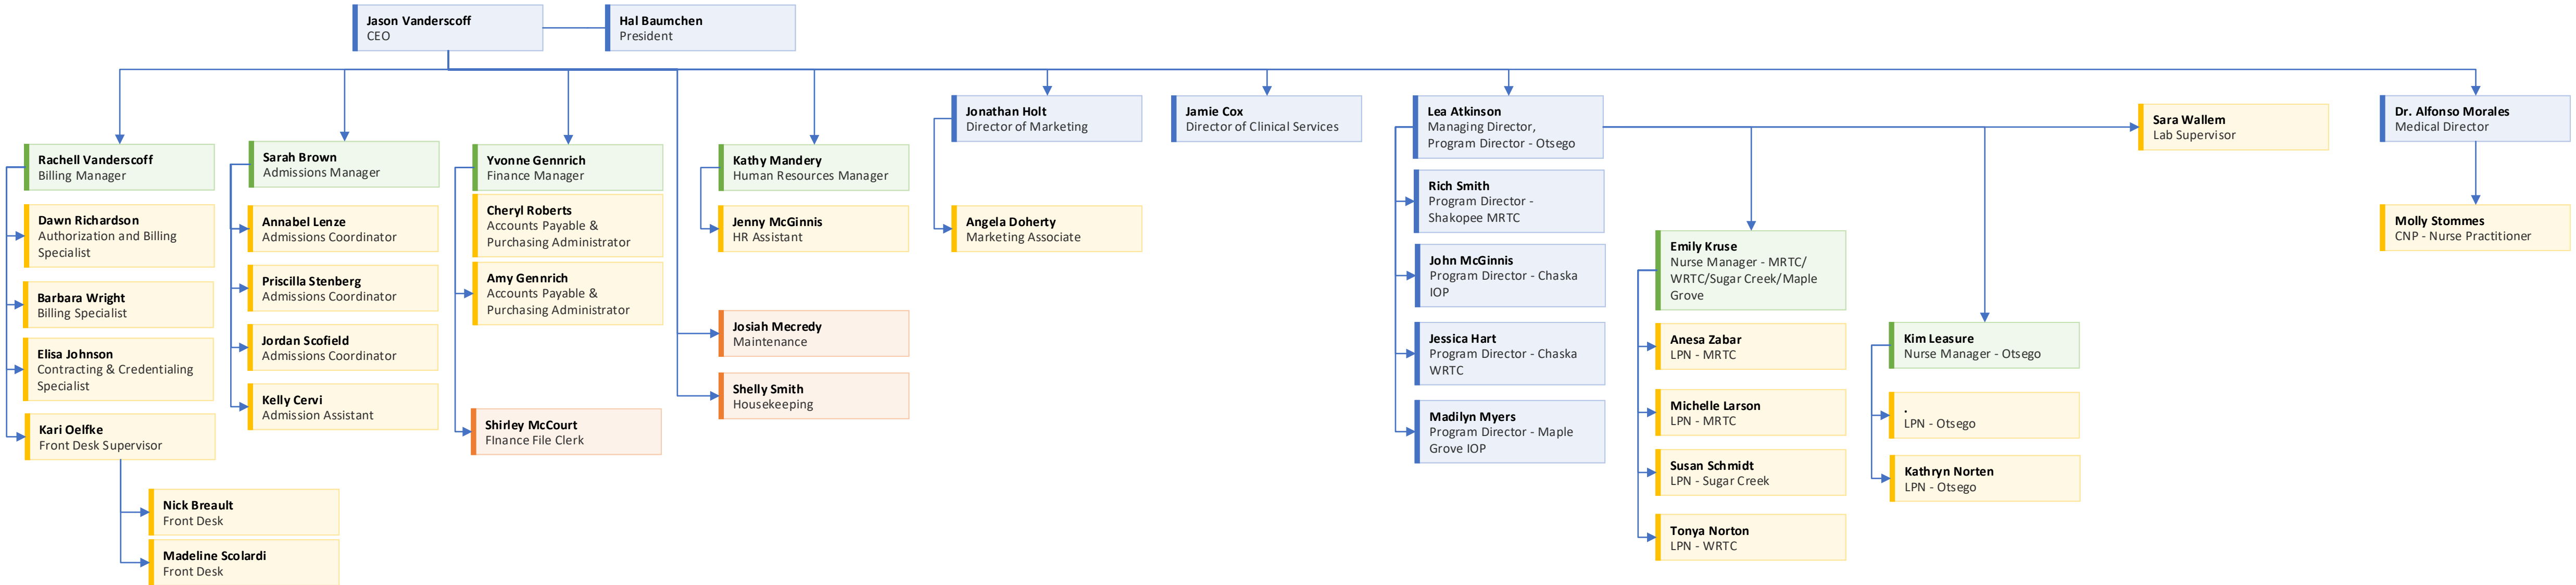 Jason Vanderscoff
CEO
Hal Baumchen
President
Rachell Vanderscoff
Billing Manager
Dawn Richardson
Authorization and Billing
Specialist
Barbara Wright
Billing Specialist
Elisa Johnson
Contracting & Credentialing
Specialist
Kari Oelfke
Front Desk Supervisor
Nick Breault
Front Desk
Madeline Scolardi
Front Desk
Sarah Brown
Admissions Manager
Annabel Lenze
Admissions Coordinator
Priscilla Stenberg
Admissions Coordinator
Jordan Scofield
Admissions Coordinator
Kelly Cervi
Admission Assistant
Yvonne Gennrich
Finance Manager
Cheryl Roberts
Accounts Payable &
Purchasing Administrator
Amy Gennrich
Accounts Payable &
Purchasing Administrator
Shirley McCourt
FInance File Clerk
Kathy Mandery
Human Resources Manager
Jenny McGinnis
HR Assistant
Josiah Mecredy
Maintenance
Shelly Smith
Housekeeping
Jonathan Holt
Director of Marketing
Angela Doherty
Marketing Associate
Jamie Cox
Director of Clinical Services
Lea Atkinson
Managing Director,
Program Director - Otsego
Rich Smith
Program Director -
Shakopee MRTC
John McGinnis
Program Director - Chaska
IOP
Jessica Hart
Program Director - Chaska
WRTC
Madilyn Myers
Program Director - Maple
Grove IOP
Emily Kruse
Nurse Manager - MRTC/
WRTC/Sugar Creek/Maple
Grove
Anesa Zabar
LPN - MRTC
Michelle Larson
LPN - MRTC
Susan Schmidt
LPN - Sugar Creek
Tonya Norton
LPN - WRTC
Kim Leasure
Nurse Manager - Otsego
.
LPN - Otsego
Kathryn Norten
LPN - Otsego
Sara Wallem
Lab Supervisor
Dr. Alfonso Morales
Medical Director
Molly Stommes
CNP - Nurse Practitioner